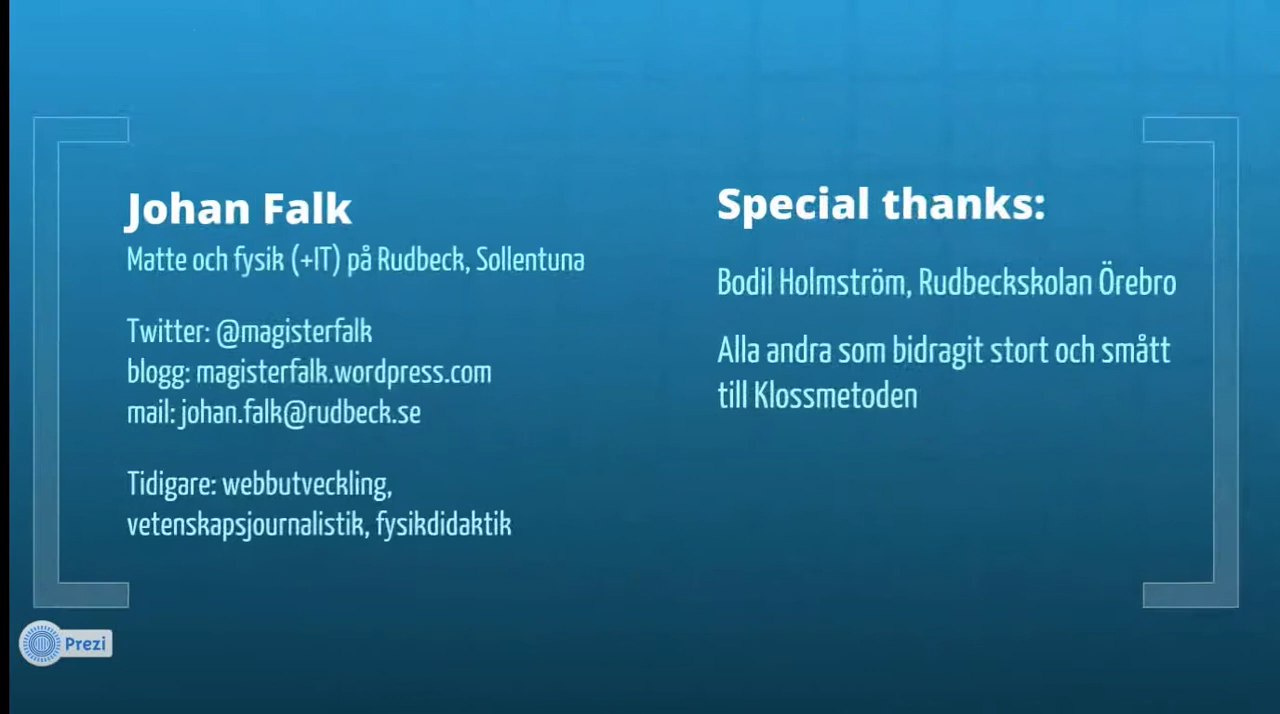 Johan Falk
Matte och fysik (+IT) på Rudbeck, Sollentuna
Twitter: @magisterfalk
blogg: magisterfalk.wordpress.com
mail: johan.falk@rudbeck.se
Tidigare: webbutveckling,
vetenskapsjournalistik, fysikdidaktik
Special thanks:
Bodil Holmström, Rudbeckskolan Örebro
Alla andra som bidragit stort och smått
till Klossmetoden
Prezi